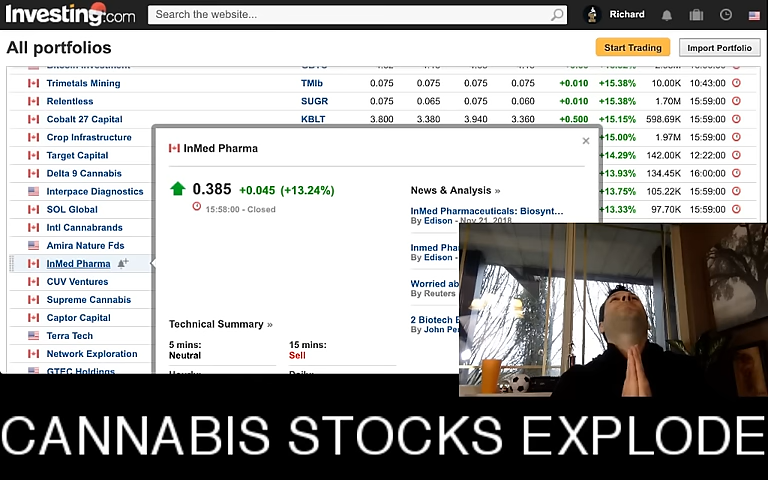 Investing.com
Search the website...
Richard
All portfolios
Start Trading
Import Portfolio
Trimetals Mining TMIb 0.075 0.075 0.075 0.075 +0.010 +15.38% 10.00K 10:43:00
Relentless SUGR 0.075 0.065 0.075 0.060 +0.010 +15.38% 1.70M 15:59:00
Cobalt 27 Capital KBLT 3.800 3.380 3.940 3.360 +0.500 +15.15% 598.69K 15:59:00
Crop Infrastructure +15.00% 1.97M 15:59:00
Target Capital +14.29% 142.00K 12:22:00
Delta 9 Cannabis +13.93% 134.45K 16:00:00
Interpace Diagnostics +13.75% 105.22K 15:59:00
SOL Global +13.33% 97.70K 15:59:00
Intl Cannabrands
Amira Nature Fds
InMed Pharma
CUV Ventures
Supreme Cannabis
Captor Capital
Terra Tech
Network Exploration
GTEC Holdings
InMed Pharma
0.385 +0.045 (+13.24%)
15:58:00 - Closed
News & Analysis »
InMed Pharmaceuticals: Biosynt...
By Edison - Nov 21, 2018
Inmed Pha
By Edison -
Worried ab
By Reuters
2 Biotech
By John Pe
Technical Summary »
5 mins: 15 mins:
Neutral Sell
CANNABIS STOCKS EXPLODE